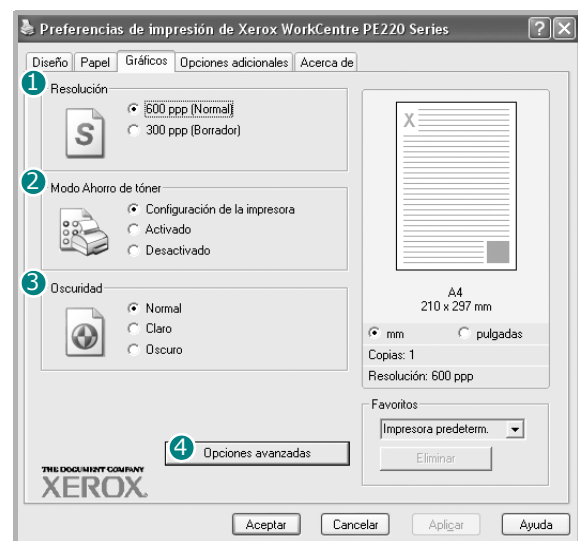 Preferencias de impresión de Xerox WorkCentre PE220 Series
Diseño Papel Gráficos Opciones adicionales Acerca de
1 Resolución
600 ppp (Normal)
300 ppp (Borrador)
S
2 Modo Ahorro de tóner
Configuración de la impresora
Activado
Desactivado
3 Oscuridad
Normal
Claro
Oscuro
4 Opciones avanzadas
THE DOCUMENT COMPANY
XEROX
X
A4
210 x 297 mm
mm pulgadas
Copias: 1
Resolución: 600 ppp
Favoritos
Impresora predeterm.
Eliminar
Aceptar Cancelar Aplicar Ayuda